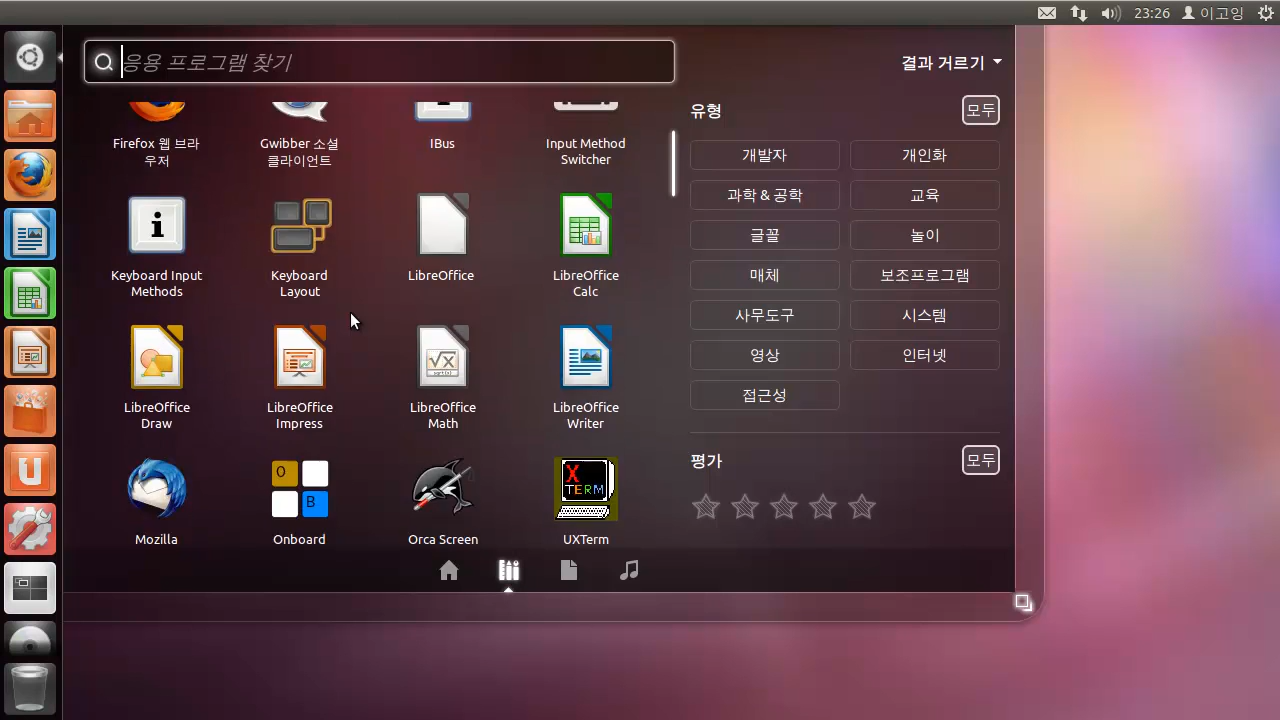 23:26 이고잉
응용 프로그램 찾기
결과 거르기
Firefox 웹 브라
우저
Gwibber 소셜
클라이언트
IBus
Input Method
Switcher
Keyboard Input
Methods
Keyboard
Layout
LibreOffice
LibreOffice
Calc
LibreOffice
Draw
LibreOffice
Impress
LibreOffice
Math
LibreOffice
Writer
Mozilla
Onboard
Orca Screen
UXTerm
O
B
X
TERM
유형
모두
개발자
개인화
과학 & 공학
교육
글꼴
놀이
매체
보조프로그램
사무도구
시스템
영상
인터넷
접근성
평가
모두